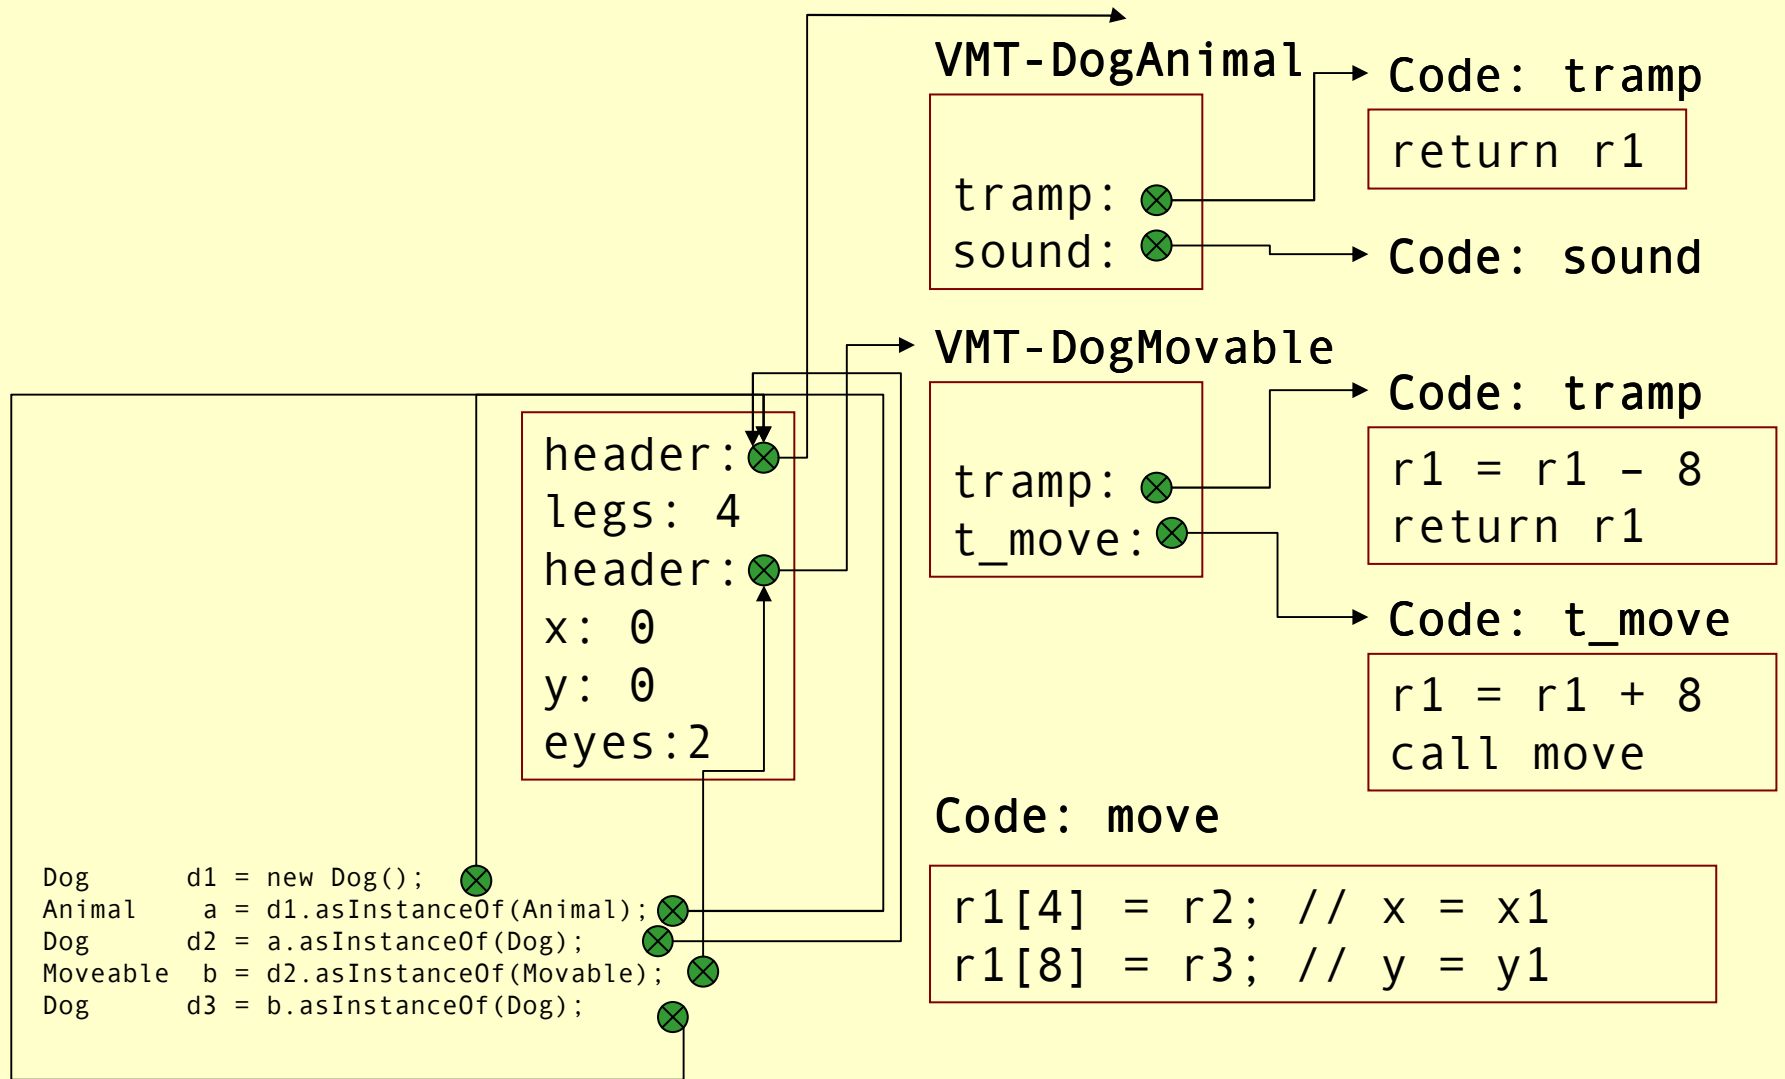 VMT-DogAnimal
tramp:
sound:
Code: tramp
return r1
Code: sound
VMT-DogMovable
tramp:
t_move:
Code: tramp
r1 = r1 – 8
return r1
Code: t_move
r1 = r1 + 8
call move
header:
legs: 4
header:
x: 0
y: 0
eyes:2
Code: move
r1[4] = r2; // x = x1
r1[8] = r3; // y = y1
Dog d1 = new Dog();
Animal a = d1.asInstanceOf(Animal);
Dog d2 = a.asInstanceOf(Dog);
Moveable b = d2.asInstanceOf(Movable);
Dog d3 = b.asInstanceOf(Dog);